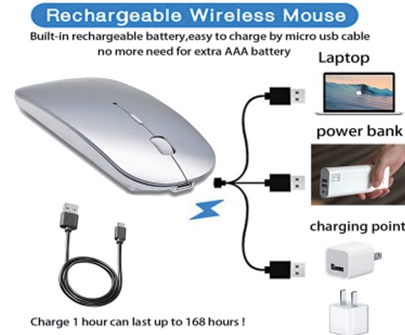 Rechargeable Wireless Mouse
Built-in rechargeable battery,easy to charge by micro usb cable
no more need for extra AAA battery
Laptop
power bank
charging point
Charge 1 hour can last up to 168 hours !